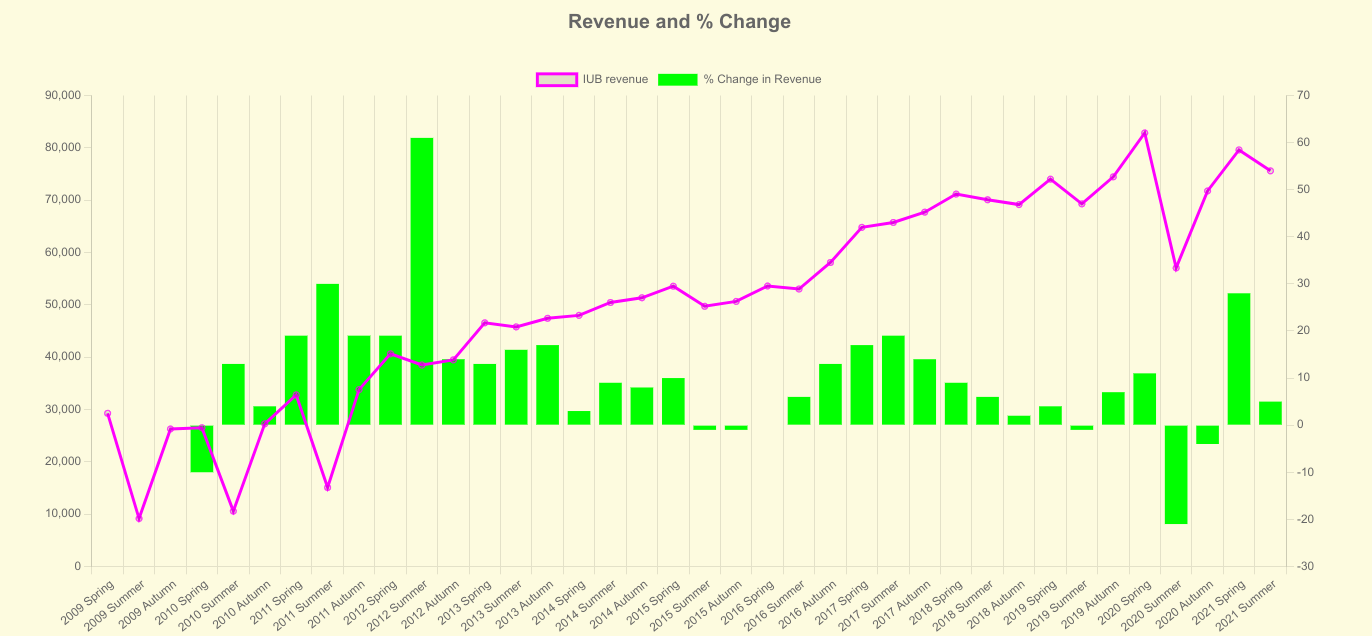 Revenue and % Change
IUB revenue % Change in Revenue
90,000
80,000
70,000
60,000
50,000
40,000
30,000
20,000
10,000
0
70
60
50
40
30
20
10
0
-10
-20
-30
2009 Spring
2009 Summer
2009 Autumn
2010 Spring
2010 Summer
2010 Autumn
2011 Spring
2011 Summer
2011 Autumn
2012 Spring
2012 Summer
2012 Autumn
2013 Spring
2013 Summer
2013 Autumn
2014 Spring
2014 Summer
2014 Autumn
2015 Spring
2015 Summer
2015 Autumn
2016 Spring
2016 Summer
2016 Autumn
2017 Spring
2017 Summer
2017 Autumn
2018 Spring
2018 Summer
2018 Autumn
2019 Spring
2019 Summer
2019 Autumn
2020 Spring
2020 Summer
2020 Autumn
2021 Spring
2021 Summer